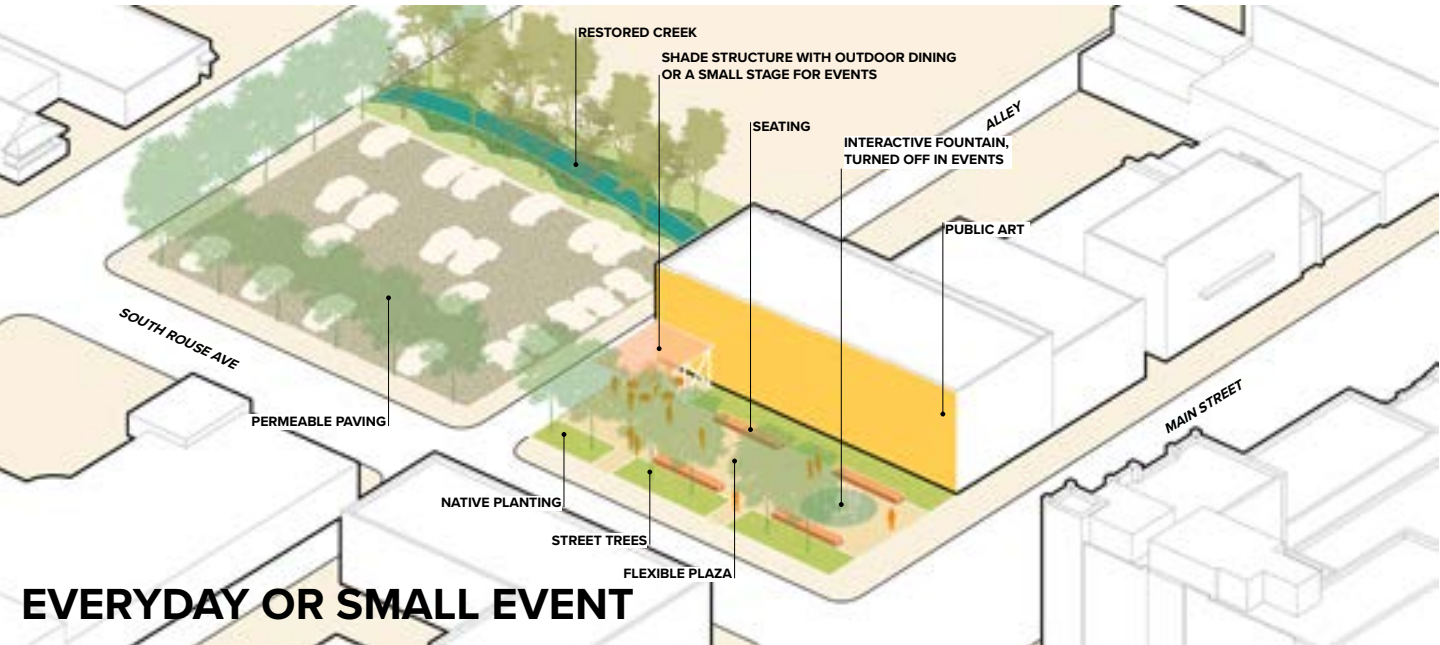 RESTORED CREEK
SHADE STRUCTURE WITH OUTDOOR DINING
OR A SMALL STAGE FOR EVENTS
SEATING
ALLEY
INTERACTIVE FOUNTAIN,
TURNED OFF IN EVENTS
PUBLIC ART
SOUTH ROUSE AVE
MAIN STREET
PERMEABLE PAVING
NATIVE PLANTING
STREET TREES
FLEXIBLE PLAZA
EVERYDAY OR SMALL EVENT